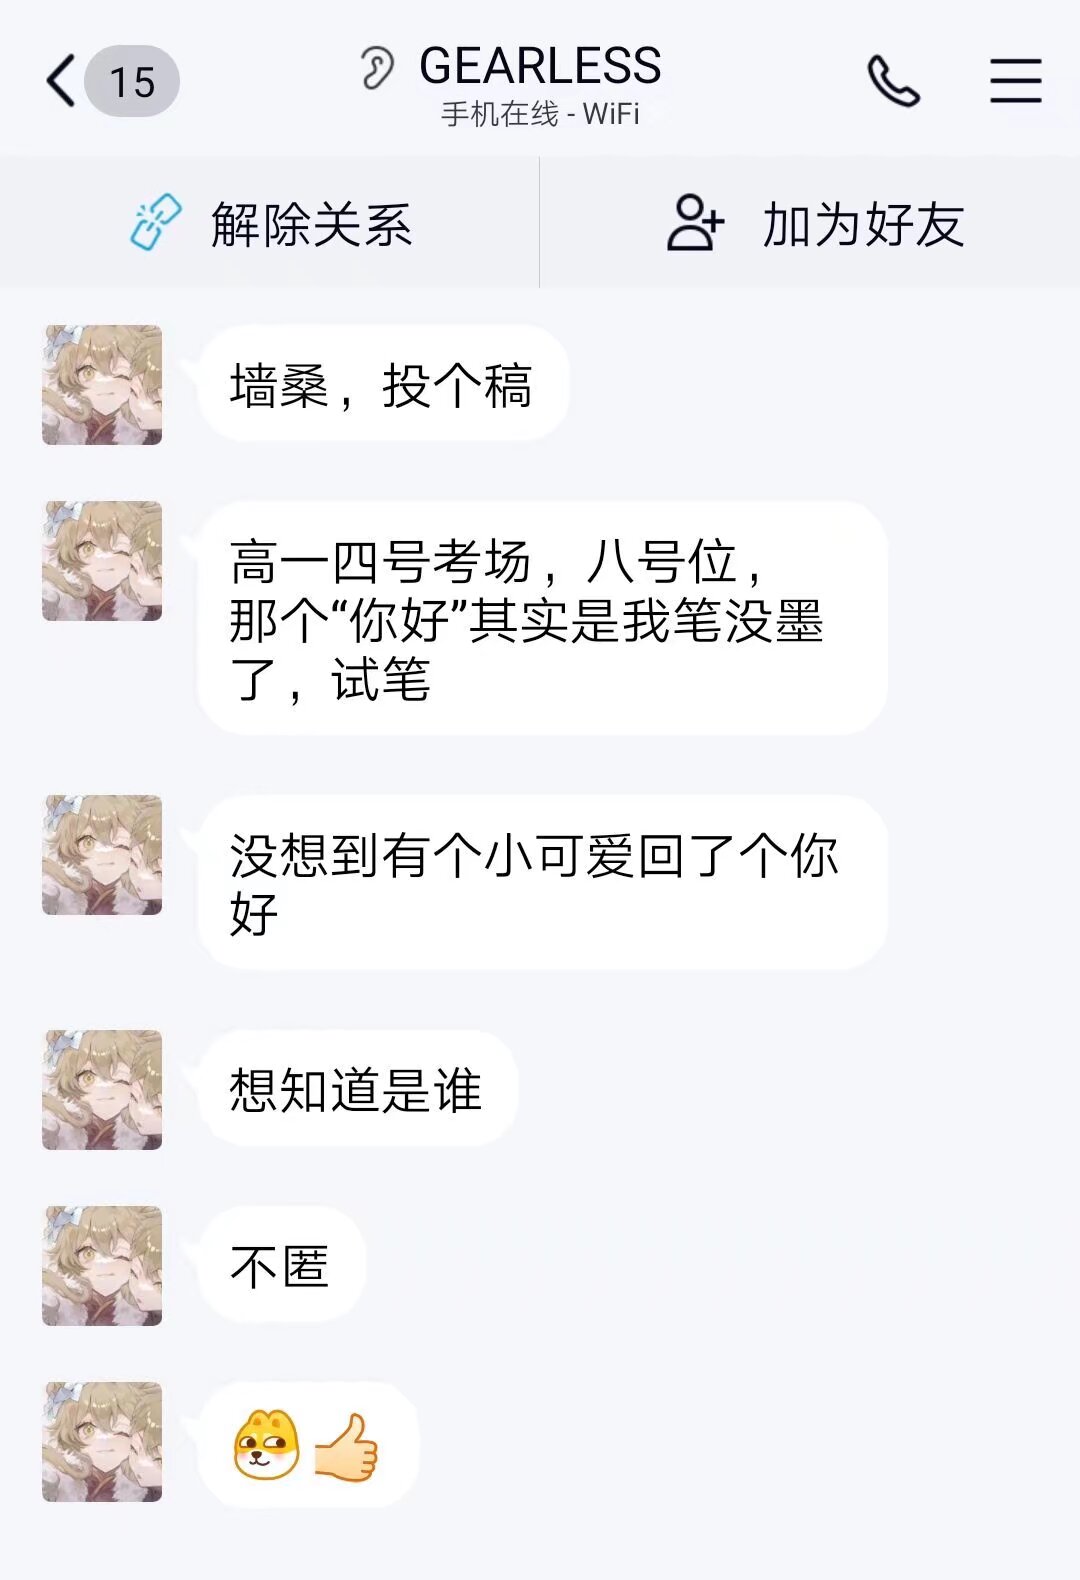 15
GEARLESS
手机在线 - WiFi
解除关系
加为好友
墙桑，投个稿
高一四号考场，八号位，
那个“你好”其实是我笔没墨
了，试笔
没想到有个小可爱回了个你
好
想知道是谁
不匿